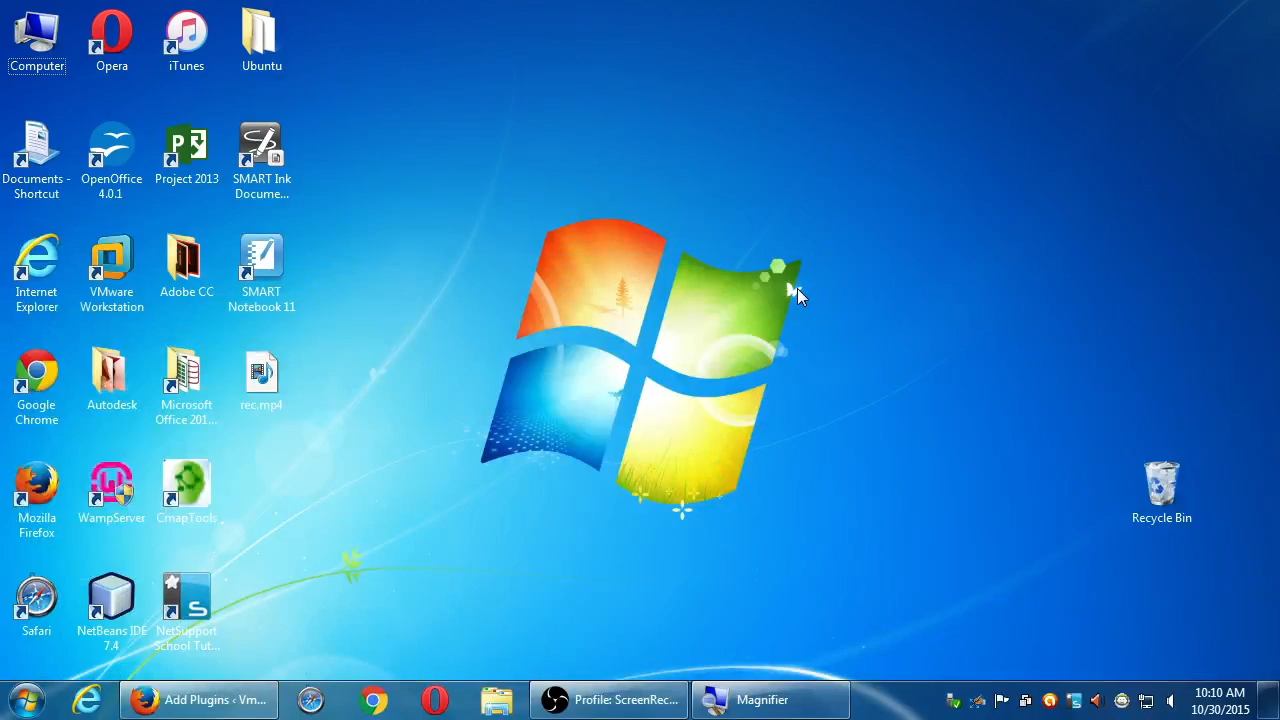 Computer
Opera
iTunes
Ubuntu
Documents -
Shortcut
OpenOffice
4.0.1
Project 2013
SMART Ink
Docume...
Internet
Explorer
VMware
Workstation
Adobe CC
SMART
Notebook 11
Google
Chrome
Autodesk
Microsoft
Office 201...
rec.mp4
Mozilla
Firefox
WampServer
CmapTools
Recycle Bin
Safari
NetBeans IDE
7.4
NetSupport
School Tut...
Add Plugins ‹ Vm...
Profile: ScreenRec...
Magnifier
10:10 AM
10/30/2015